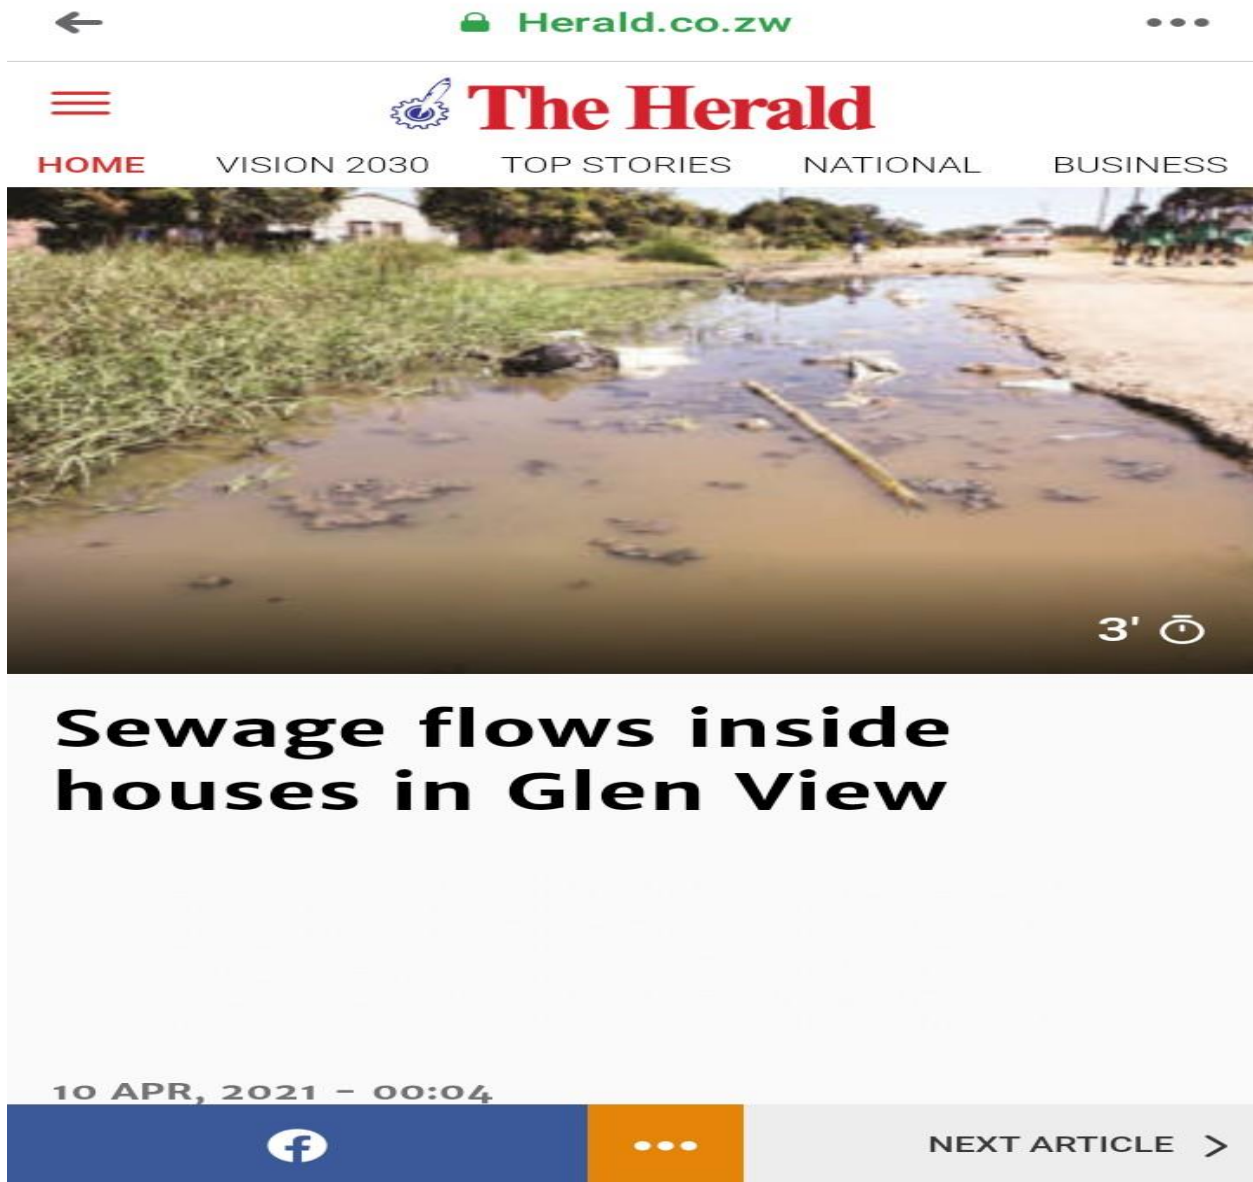 Herald.co.zw
The Herald
HOME VISION 2030 TOP STORIES NATIONAL BUSINESS
3'
Sewage flows inside
houses in Glen View
10 APR, 2021 - 00:04
NEXT ARTICLE